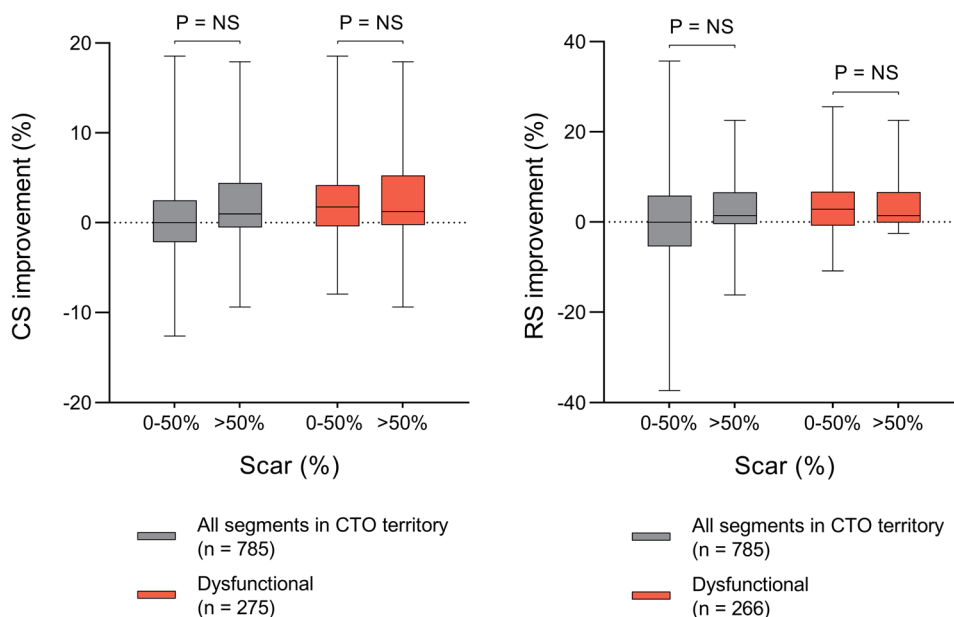 P = NS
P = NS
20
10
0
-10
-20
CS improvement (%)
0-50%
>50%
0-50%
>50%
Scar (%)
All segments in CTO territory
(n = 785)
Dysfunctional
(n = 275)
P = NS
P = NS
40
20
0
-20
-40
RS improvement (%)
0-50%
>50%
0-50%
>50%
Scar (%)
All segments in CTO territory
(n = 785)
Dysfunctional
(n = 266)